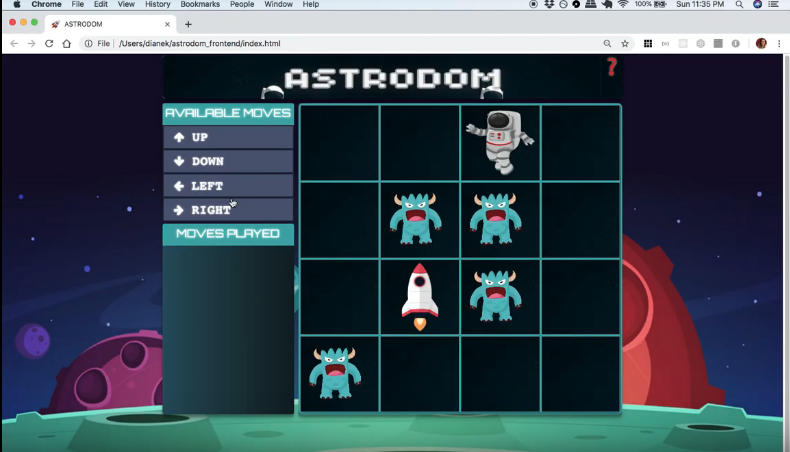 Chrome File Edit View History Bookmarks People Window Help 100% Sun 11:35 PM
ASTRODOM
File | /Users/dianek/astrodom_frontend/index.html
ASTRODOM ?
AVAILABLE MOVES
UP
DOWN
LEFT
RIGHT
MOVES PLAYED